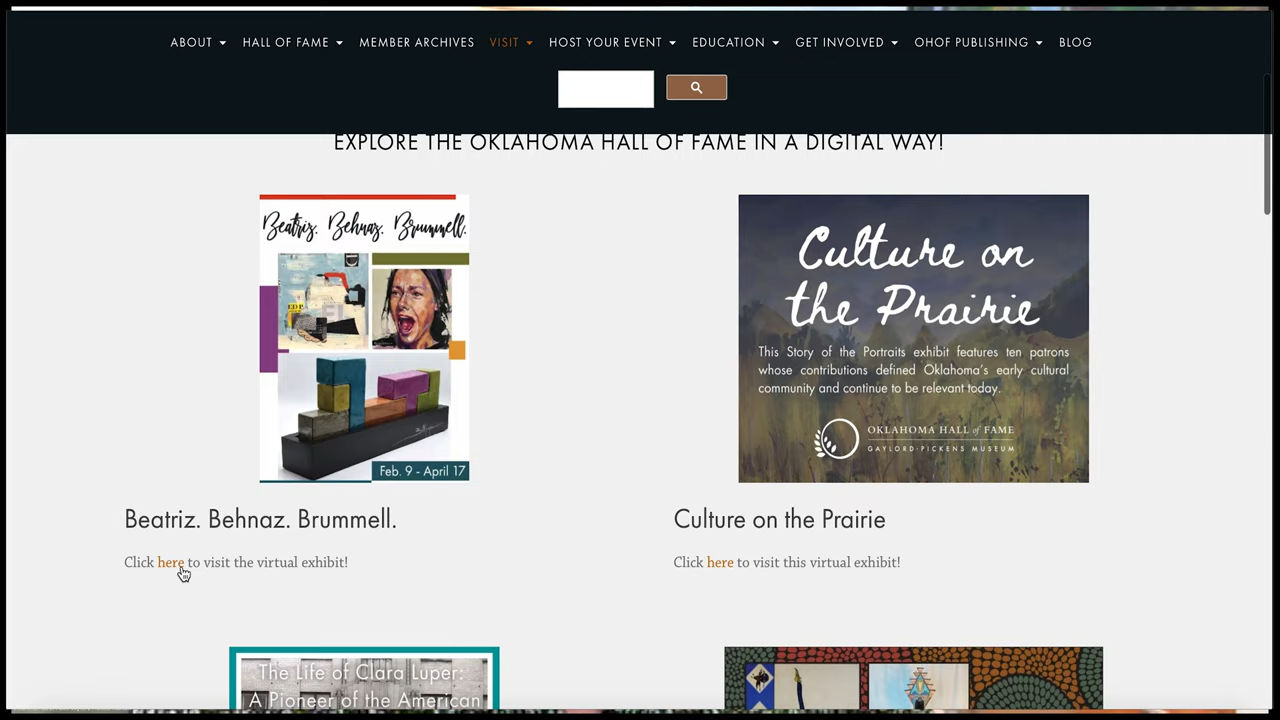 ABOUT HALL OF FAME MEMBER ARCHIVES VISIT HOST YOUR EVENT EDUCATION GET INVOLVED OHOF PUBLISHING BLOG
EXPLORE THE OKLAHOMA HALL OF FAME IN A DIGITAL WAY!
Beatriz. Behnaz. Brummell.
Feb. 9 - April 17
Culture on
the Prairie
This Story of the Portraits exhibit features ten patrons
whose contributions defined Oklahoma's early cultural
community and continue to be relevant today.
OKLAHOMA HALL of FAME
GAYLORD-PICKENS MUSEUM
Beatriz. Behnaz. Brummell.
Click here to visit the virtual exhibit!
Culture on the Prairie
Click here to visit this virtual exhibit!
The Life of Clara Luper:
A Pioneer of the American